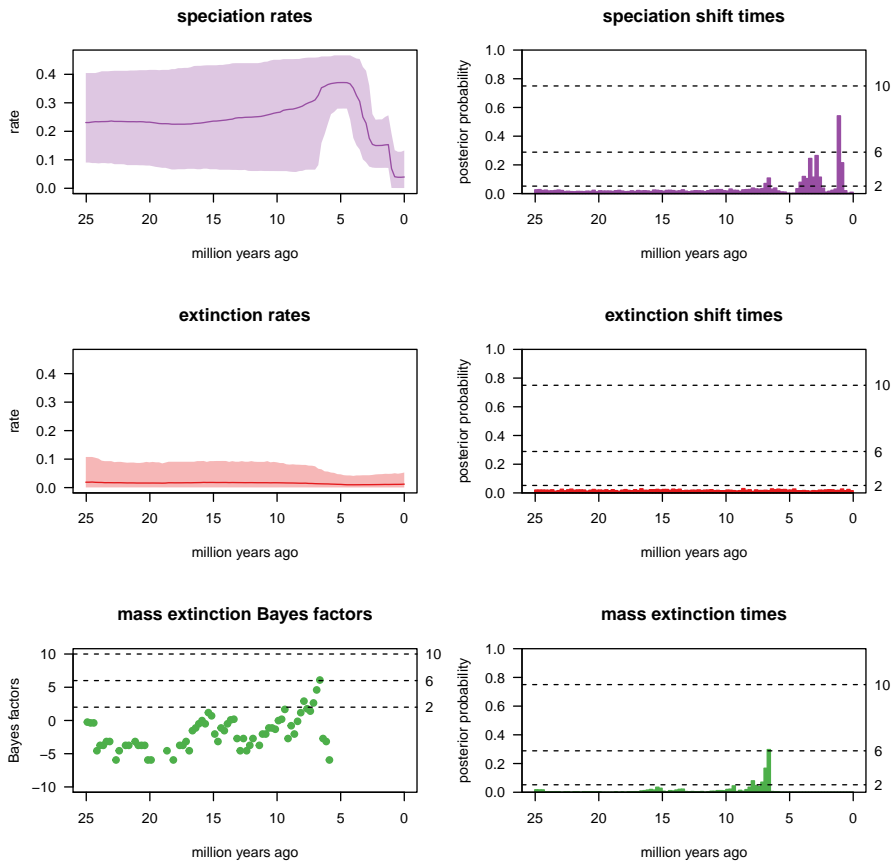 speciation rates
rate
0.4
0.3
0.2
0.1
0.0
25 20 15 10 5 0
million years ago
speciation shift times
posterior probability
1.0
0.8
0.6
0.4
0.2
0.0
10
6
2
25 20 15 10 5 0
million years ago
extinction rates
rate
0.4
0.3
0.2
0.1
0.0
25 20 15 10 5 0
million years ago
extinction shift times
posterior probability
1.0
0.8
0.6
0.4
0.2
0.0
10
6
2
25 20 15 10 5 0
million years ago
mass extinction Bayes factors
Bayes factors
10
5
0
−5
−10
10
6
2
25 20 15 10 5 0
million years ago
mass extinction times
posterior probability
1.0
0.8
0.6
0.4
0.2
0.0
10
6
2
25 20 15 10 5 0
million years ago